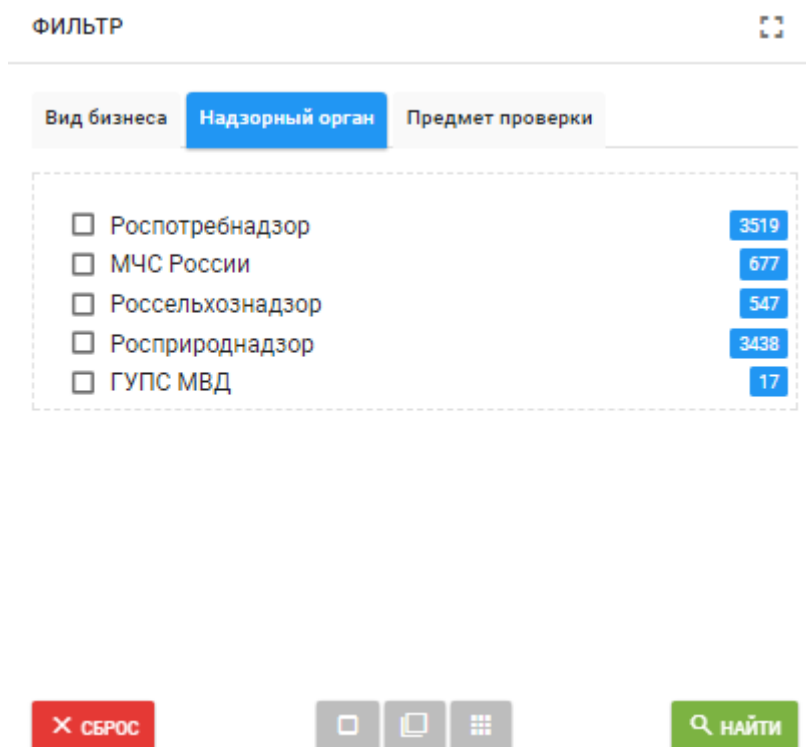 ФИЛЬТР
Вид бизнеса Надзорный орган Предмет проверки
Роспотребнадзор 3519
МЧС России 677
Россельхознадзор 547
Росприроднадзор 3438
ГУПС МВД 17
СБРОС НАЙТИ